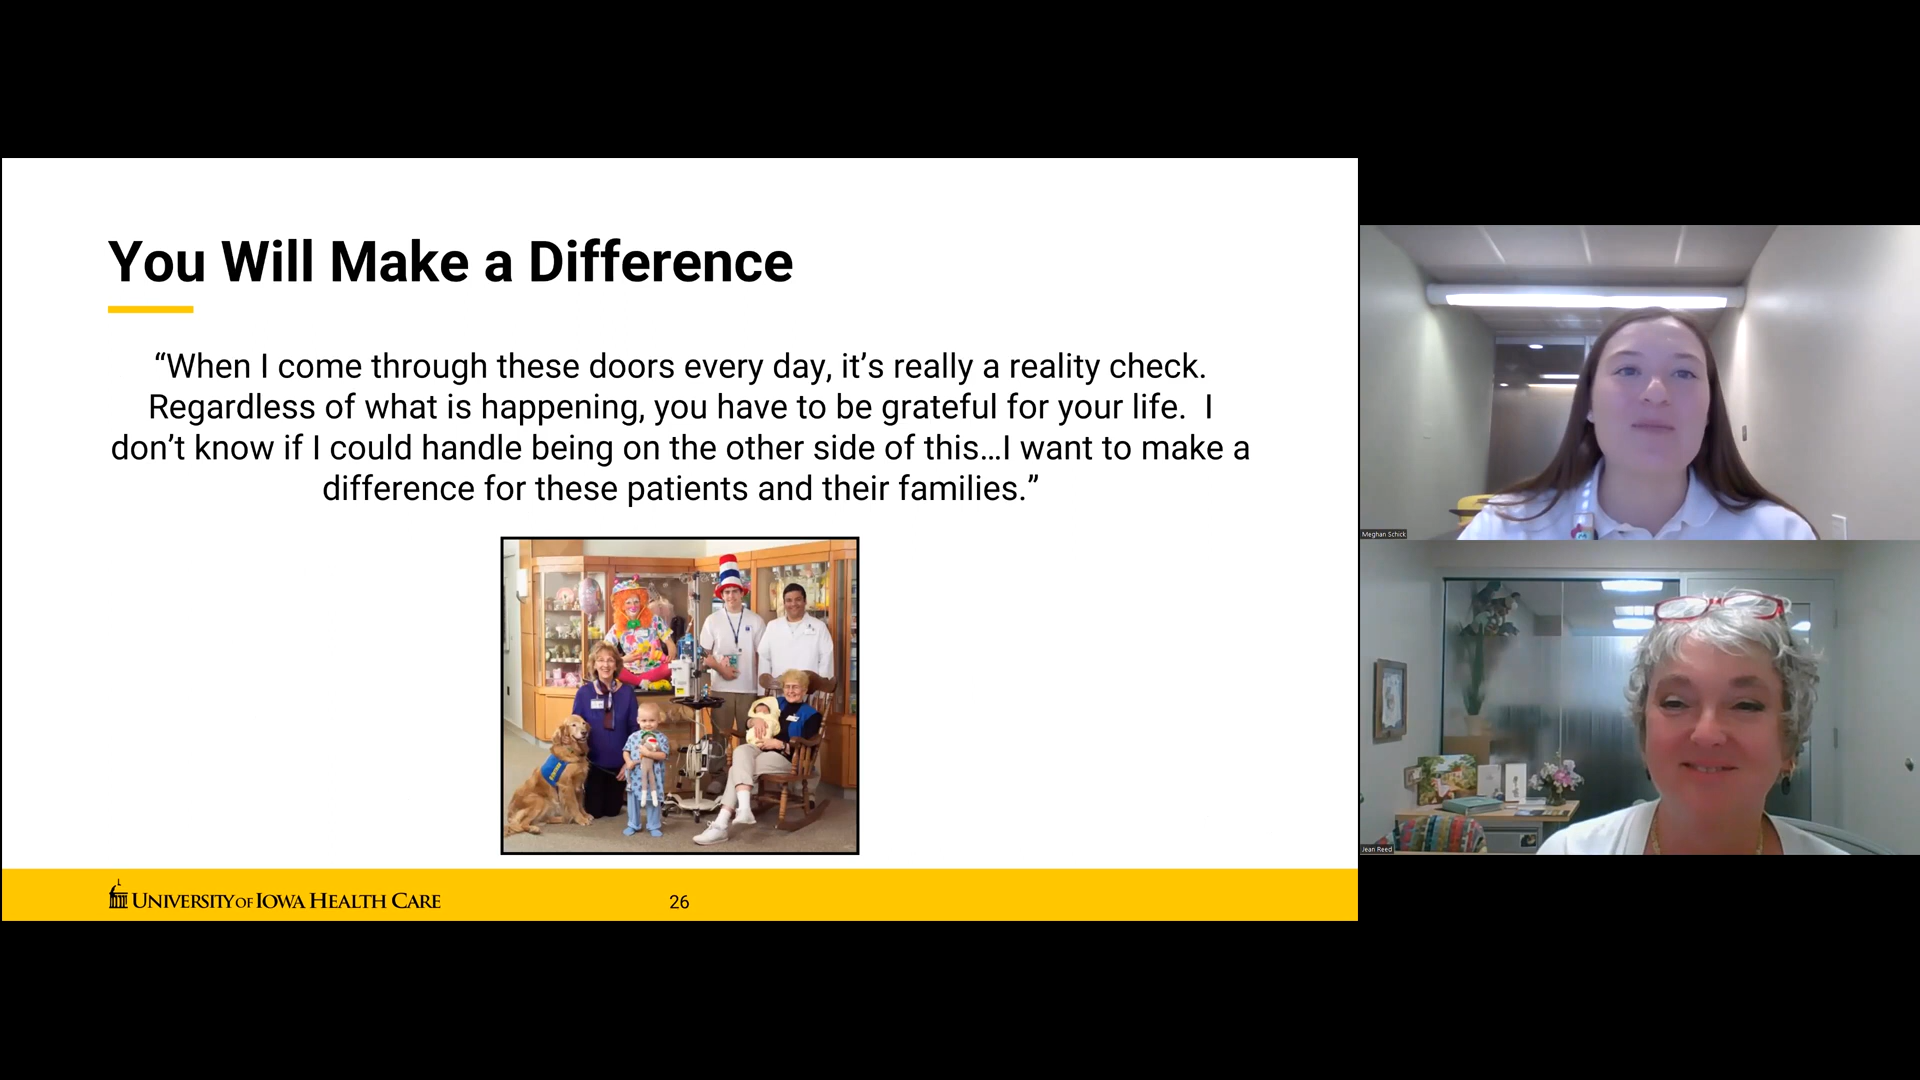 You Will Make a Difference
“When I come through these doors every day, it’s really a reality check.
Regardless of what is happening, you have to be grateful for your life.  I
don’t know if I could handle being on the other side of this…I want to make a
difference for these patients and their families.”
UNIVERSITY OF IOWA HEALTH CARE
26
Meghan Schick
Jean Reed